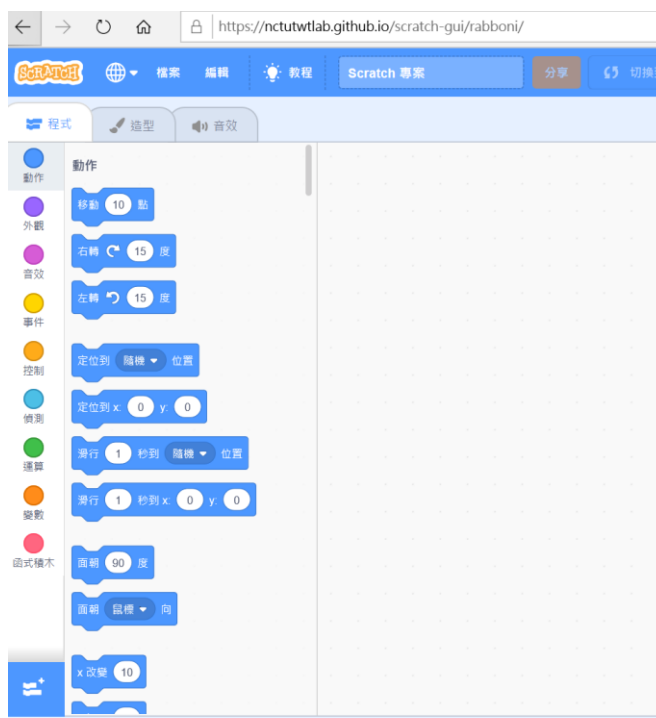 https://nctutwtlab.github.io/scratch-gui/rabboni/
SCRATCH 檔案 編輯 教程 Scratch 專案 分享 切換
程式 造型 音效
動作
外觀
音效
事件
控制
偵測
運算
變數
函式積木
動作
移動 10 點
右轉 15 度
左轉 15 度
定位到 隨機 位置
定位到 x: 0 y: 0
滑行 1 秒到 隨機 位置
滑行 1 秒到 x: 0 y: 0
面朝 90 度
面朝 鼠標 向
x 改變 10